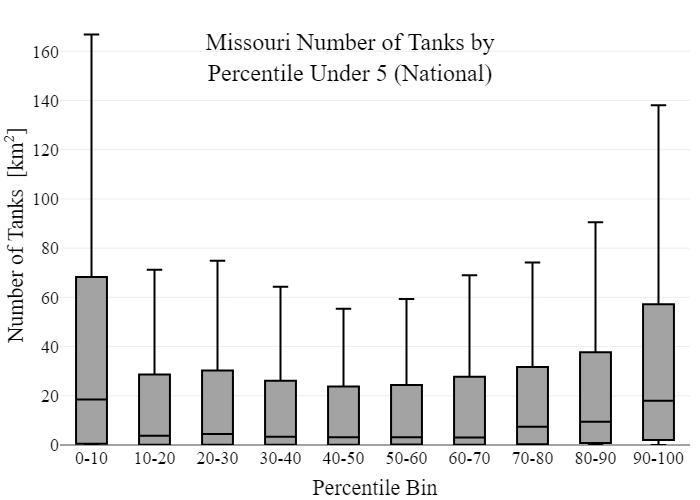 Missouri Number of Tanks by
Percentile Under 5 (National)
Number of Tanks [km²]
160
140
120
100
80
60
40
20
0
0-10 10-20 20-30 30-40 40-50 50-60 60-70 70-80 80-90 90-100
Percentile Bin